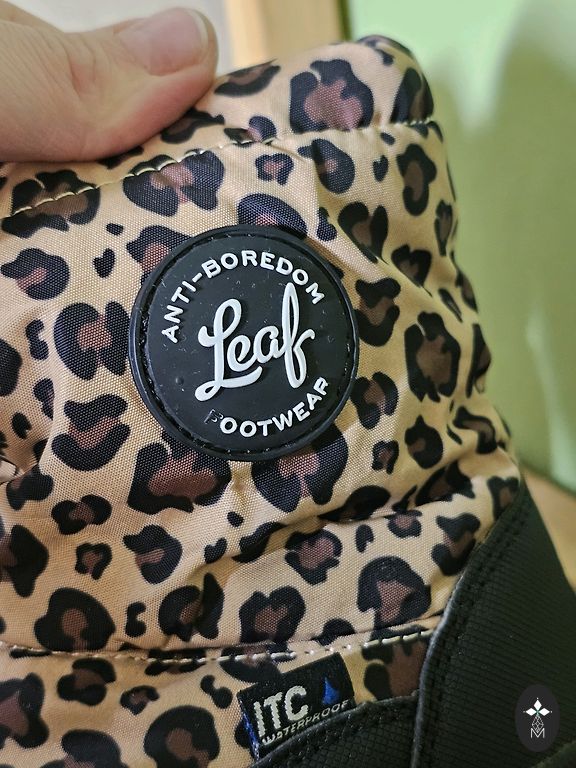 ANTI-BOREDOM
Leaf
FOOTWEAR
ITC
WATERPROOF